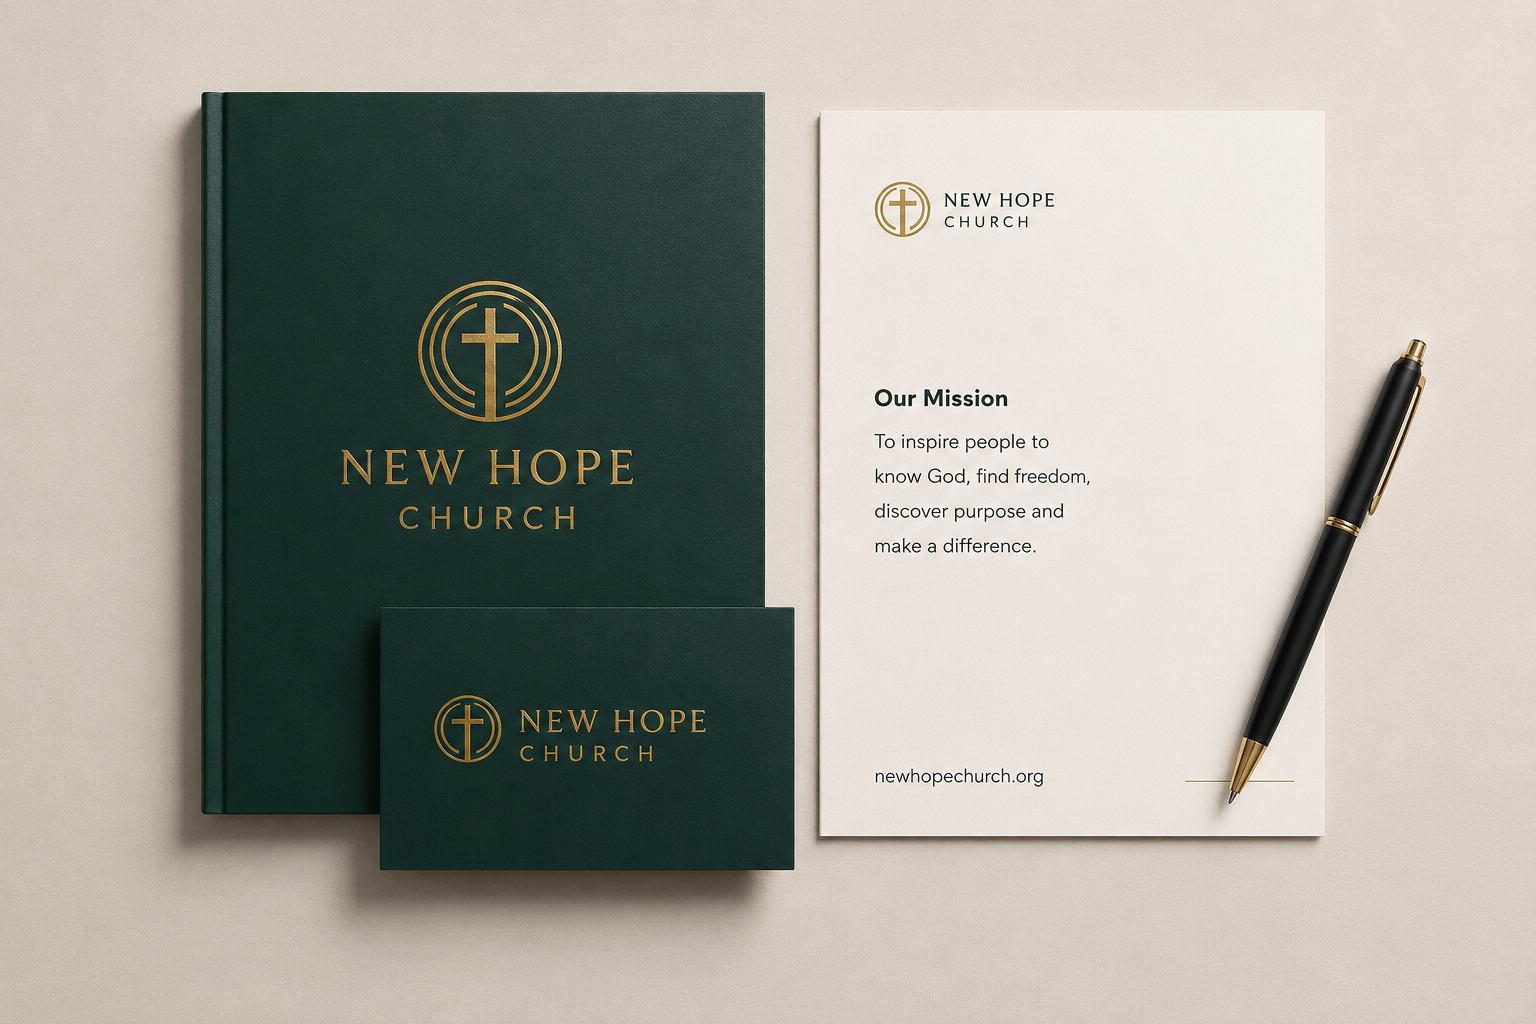 NEW HOPE
CHURCH
NEW HOPE
CHURCH
NEW HOPE
CHURCH
Our Mission
To inspire people to
know God, find freedom,
discover purpose and
make a difference.
newhopechurch.org